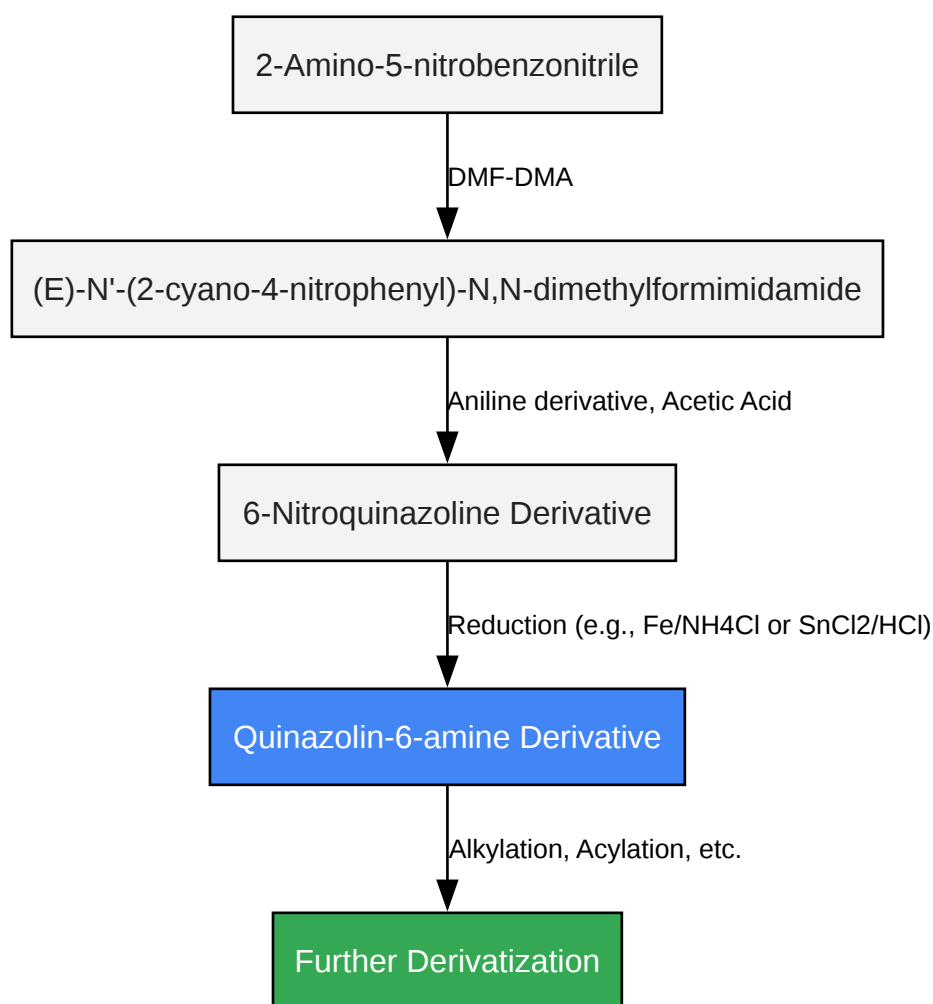 2-Amino-5-nitrobenzonitrile
DMF-DMA
(E)-N'-(2-cyano-4-nitrophenyl)-N,N-dimethylformimidamide
Aniline derivative, Acetic Acid
6-Nitroquinazoline Derivative
Reduction (e.g., Fe/NH4Cl or SnCl2/HCl)
Quinazolin-6-amine Derivative
Alkylation, Acylation, etc.
Further Derivatization